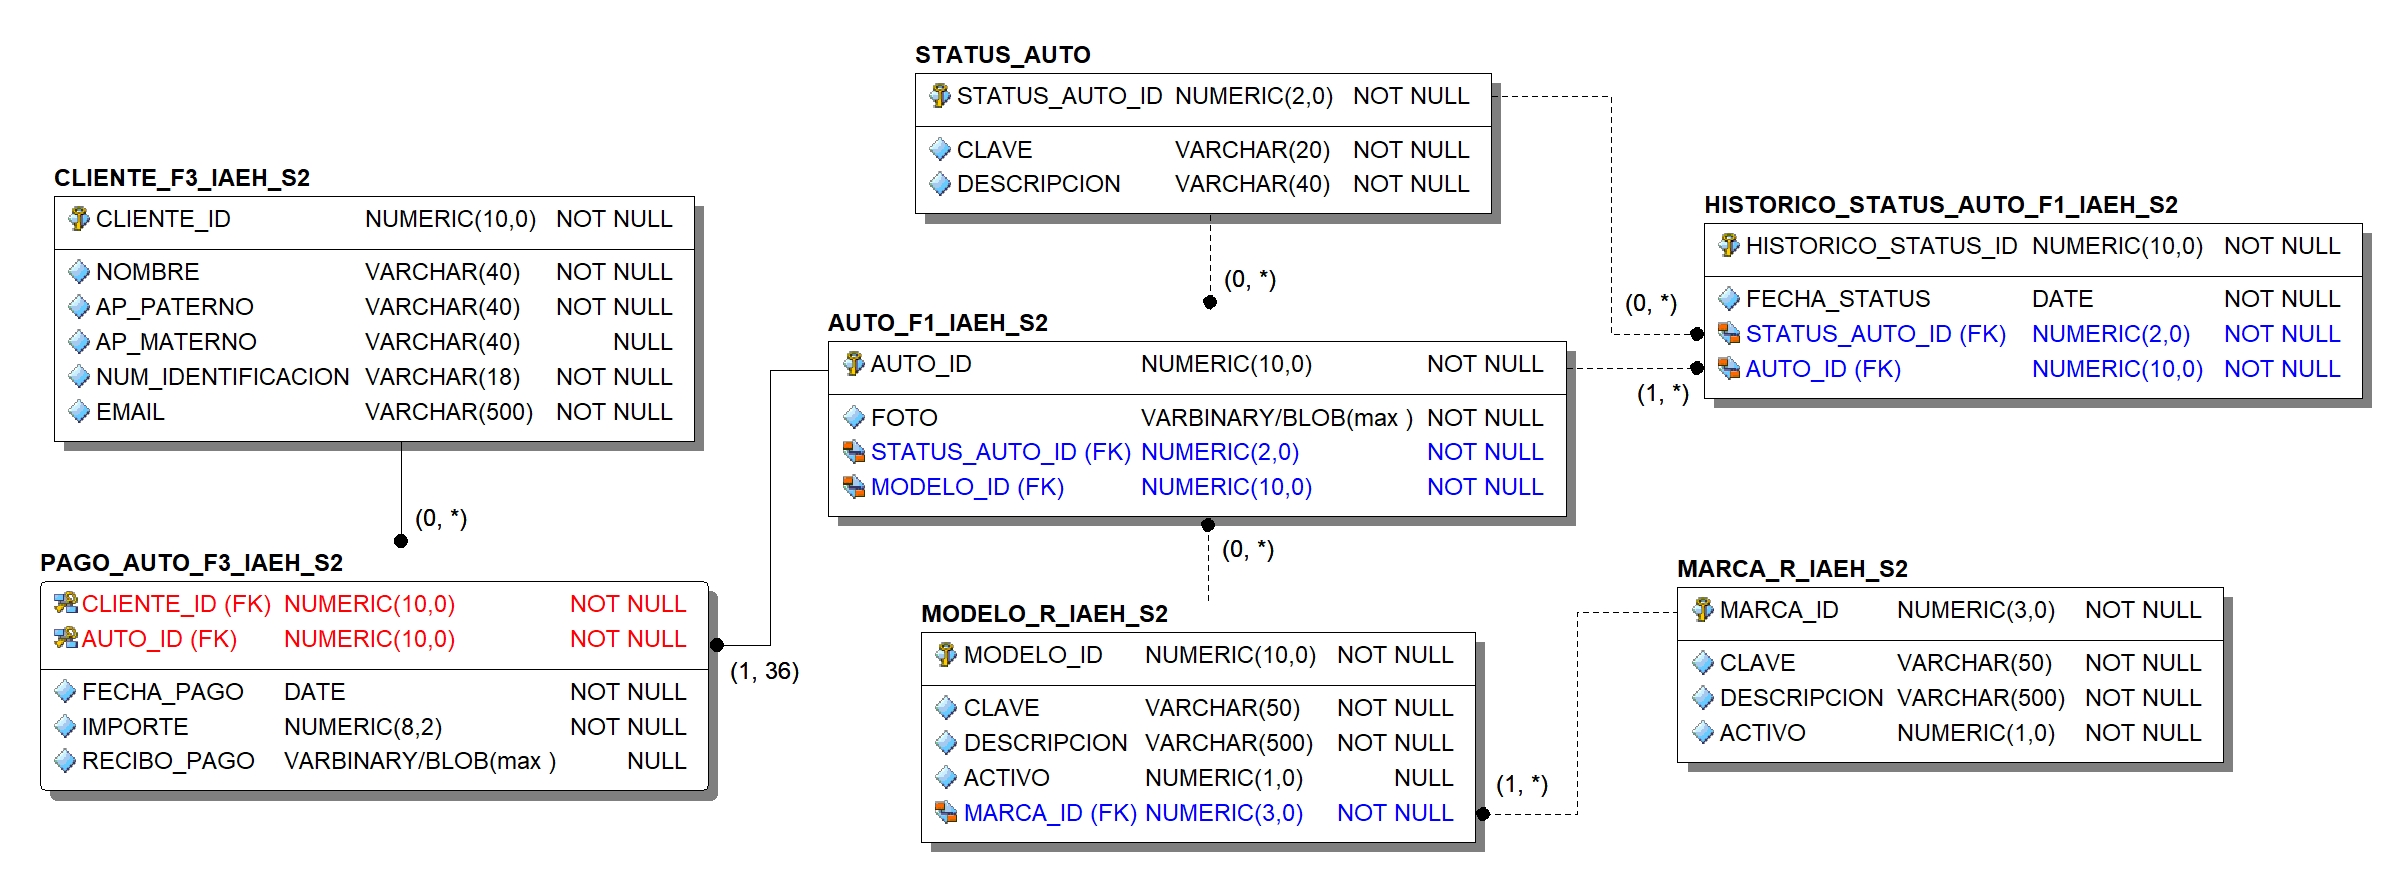 STATUS_AUTO
STATUS_AUTO_ID NUMERIC(2,0) NOT NULL
CLAVE VARCHAR(20) NOT NULL
DESCRIPCION VARCHAR(40) NOT NULL
CLIENTE_F3_IAEH_S2
CLIENTE_ID NUMERIC(10,0) NOT NULL
NOMBRE VARCHAR(40) NOT NULL
AP_PATERNO VARCHAR(40) NOT NULL
AP_MATERNO VARCHAR(40) NULL
NUM_IDENTIFICACION VARCHAR(18) NOT NULL
EMAIL VARCHAR(500) NOT NULL
HISTORICO_STATUS_AUTO_F1_IAEH_S2
HISTORICO_STATUS_ID NUMERIC(10,0) NOT NULL
FECHA_STATUS DATE NOT NULL
STATUS_AUTO_ID (FK) NUMERIC(2,0) NOT NULL
AUTO_ID (FK) NUMERIC(10,0) NOT NULL
(0, *)
(0, *)
(1, *)
AUTO_F1_IAEH_S2
AUTO_ID NUMERIC(10,0) NOT NULL
FOTO VARBINARY/BLOB(max ) NOT NULL
STATUS_AUTO_ID (FK) NUMERIC(2,0) NOT NULL
MODELO_ID (FK) NUMERIC(10,0) NOT NULL
(0, *)
(0, *)
PAGO_AUTO_F3_IAEH_S2
CLIENTE_ID (FK) NUMERIC(10,0) NOT NULL
AUTO_ID (FK) NUMERIC(10,0) NOT NULL
FECHA_PAGO DATE NOT NULL
IMPORTE NUMERIC(8,2) NOT NULL
RECIBO_PAGO VARBINARY/BLOB(max ) NULL
(1, 36)
MODELO_R_IAEH_S2
MODELO_ID NUMERIC(10,0) NOT NULL
CLAVE VARCHAR(50) NOT NULL
DESCRIPCION VARCHAR(500) NOT NULL
ACTIVO NUMERIC(1,0) NULL
MARCA_ID (FK) NUMERIC(3,0) NOT NULL
(1, *)
MARCA_R_IAEH_S2
MARCA_ID NUMERIC(3,0) NOT NULL
CLAVE VARCHAR(50) NOT NULL
DESCRIPCION VARCHAR(500) NOT NULL
ACTIVO NUMERIC(1,0) NOT NULL